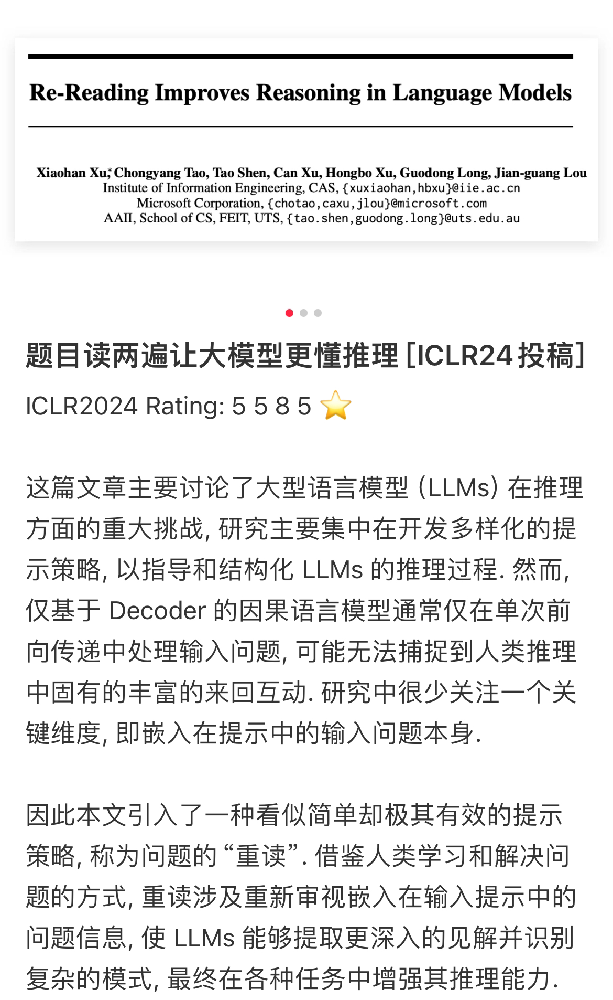 Re-Reading Improves Reasoning in Language Models
Xiaohan Xu,* Chongyang Tao, Tao Shen, Can Xu, Hongbo Xu, Guodong Long, Jian-guang Lou
Institute of Information Engineering, CAS, {xuxiaohan,hbxu}@iie.ac.cn
Microsoft Corporation, {chotao,caxu,jlou}@microsoft.com
AAII, School of CS, FEIT, UTS, {tao.shen,guodong.long}@uts.edu.au
题目读两遍让大模型更懂推理[ICLR24投稿]
ICLR2024 Rating: 5 5 8 5 ⭐
这篇文章主要讨论了大型语言模型 (LLMs) 在推理
方面的重大挑战, 研究主要集中在开发多样化的提
示策略, 以指导和结构化 LLMs 的推理过程. 然而,
仅基于 Decoder 的因果语言模型通常仅在单次前
向传递中处理输入问题, 可能无法捕捉到人类推理
中固有的丰富的来回互动. 研究中很少关注一个关
键维度, 即嵌入在提示中的输入问题本身.
因此本文引入了一种看似简单却极其有效的提示
策略, 称为问题的 “重读”. 借鉴人类学习和解决问
题的方式, 重读涉及重新审视嵌入在输入提示中的
问题信息, 使 LLMs 能够提取更深入的见解并识别
复杂的模式, 最终在各种任务中增强其推理能力.